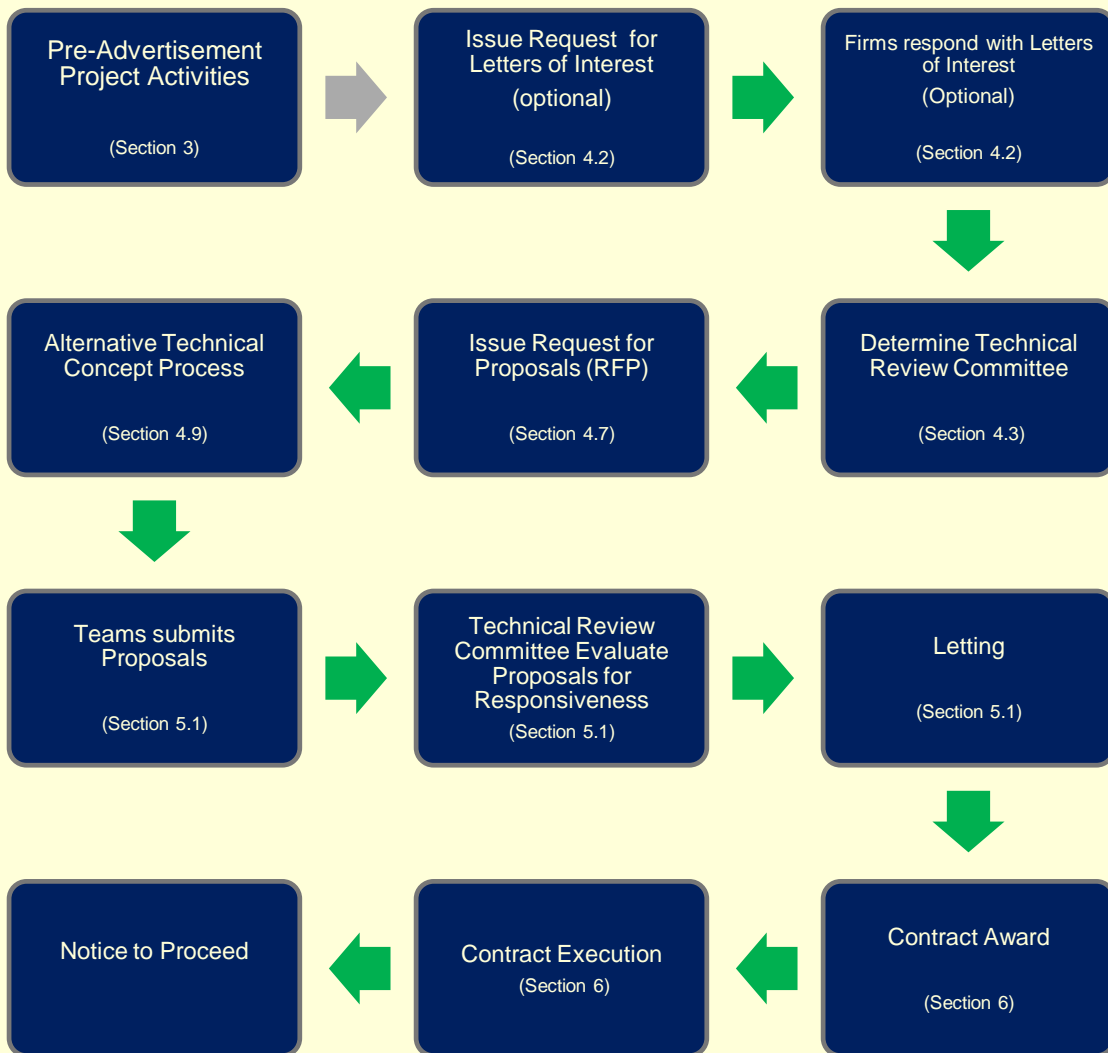 Pre-Advertisement
Project Activities
(Section 3)
Issue Request for
Letters of Interest
(optional)
(Section 4.2)
Firms respond with Letters
of Interest
(Optional)
(Section 4.2)
Determine Technical
Review Committee
(Section 4.3)
Issue Request for
Proposals (RFP)
(Section 4.7)
Alternative Technical
Concept Process
(Section 4.9)
Teams submits
Proposals
(Section 5.1)
Technical Review
Committee Evaluate
Proposals for
Responsiveness
(Section 5.1)
Letting
(Section 5.1)
Contract Award
(Section 6)
Contract Execution
(Section 6)
Notice to Proceed